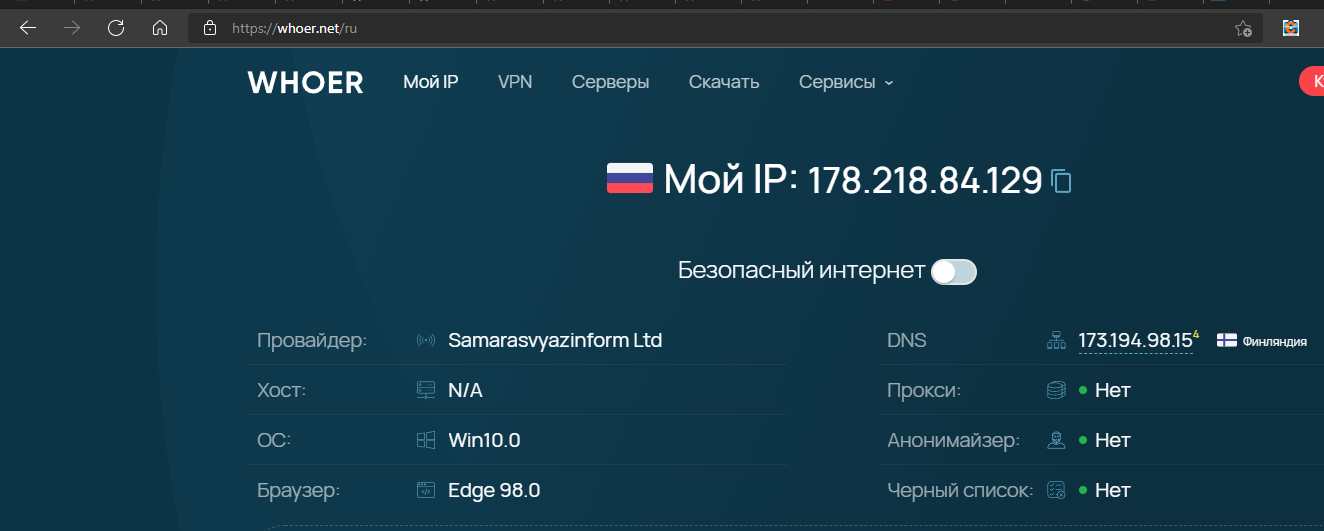 https://whoer.net/ru
WHOER Мой IP VPN Серверы Скачать Сервисы
Мой IP: 178.218.84.129
Безопасный интернет
Провайдер: Samarasvyazinform Ltd DNS 173.194.98.15 4 Финляндия
Хост: N/A Прокси: Нет
ОС: Win10.0 Анонимайзер: Нет
Браузер: Edge 98.0 Черный список: Нет